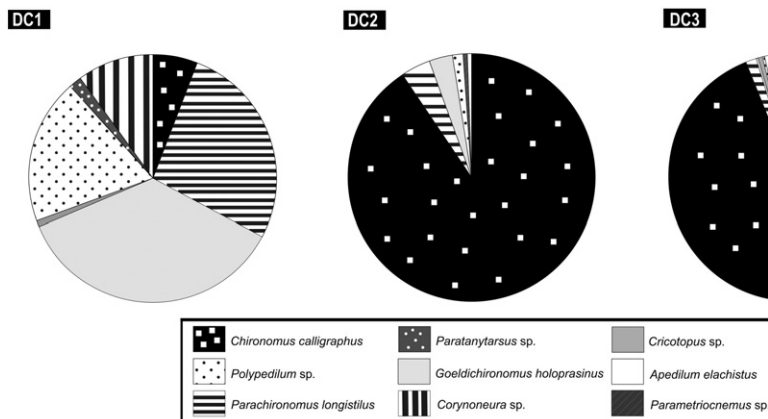 DC1 DC2 DC3
Chironomus calligraphus Paratanytarsus sp. Cricotopus sp.
Polypedilum sp. Goeldichironomus holoprasinus Apedilum elachistus
Parachironomus longistilus Corynoneura sp. Parametriocnemus sp